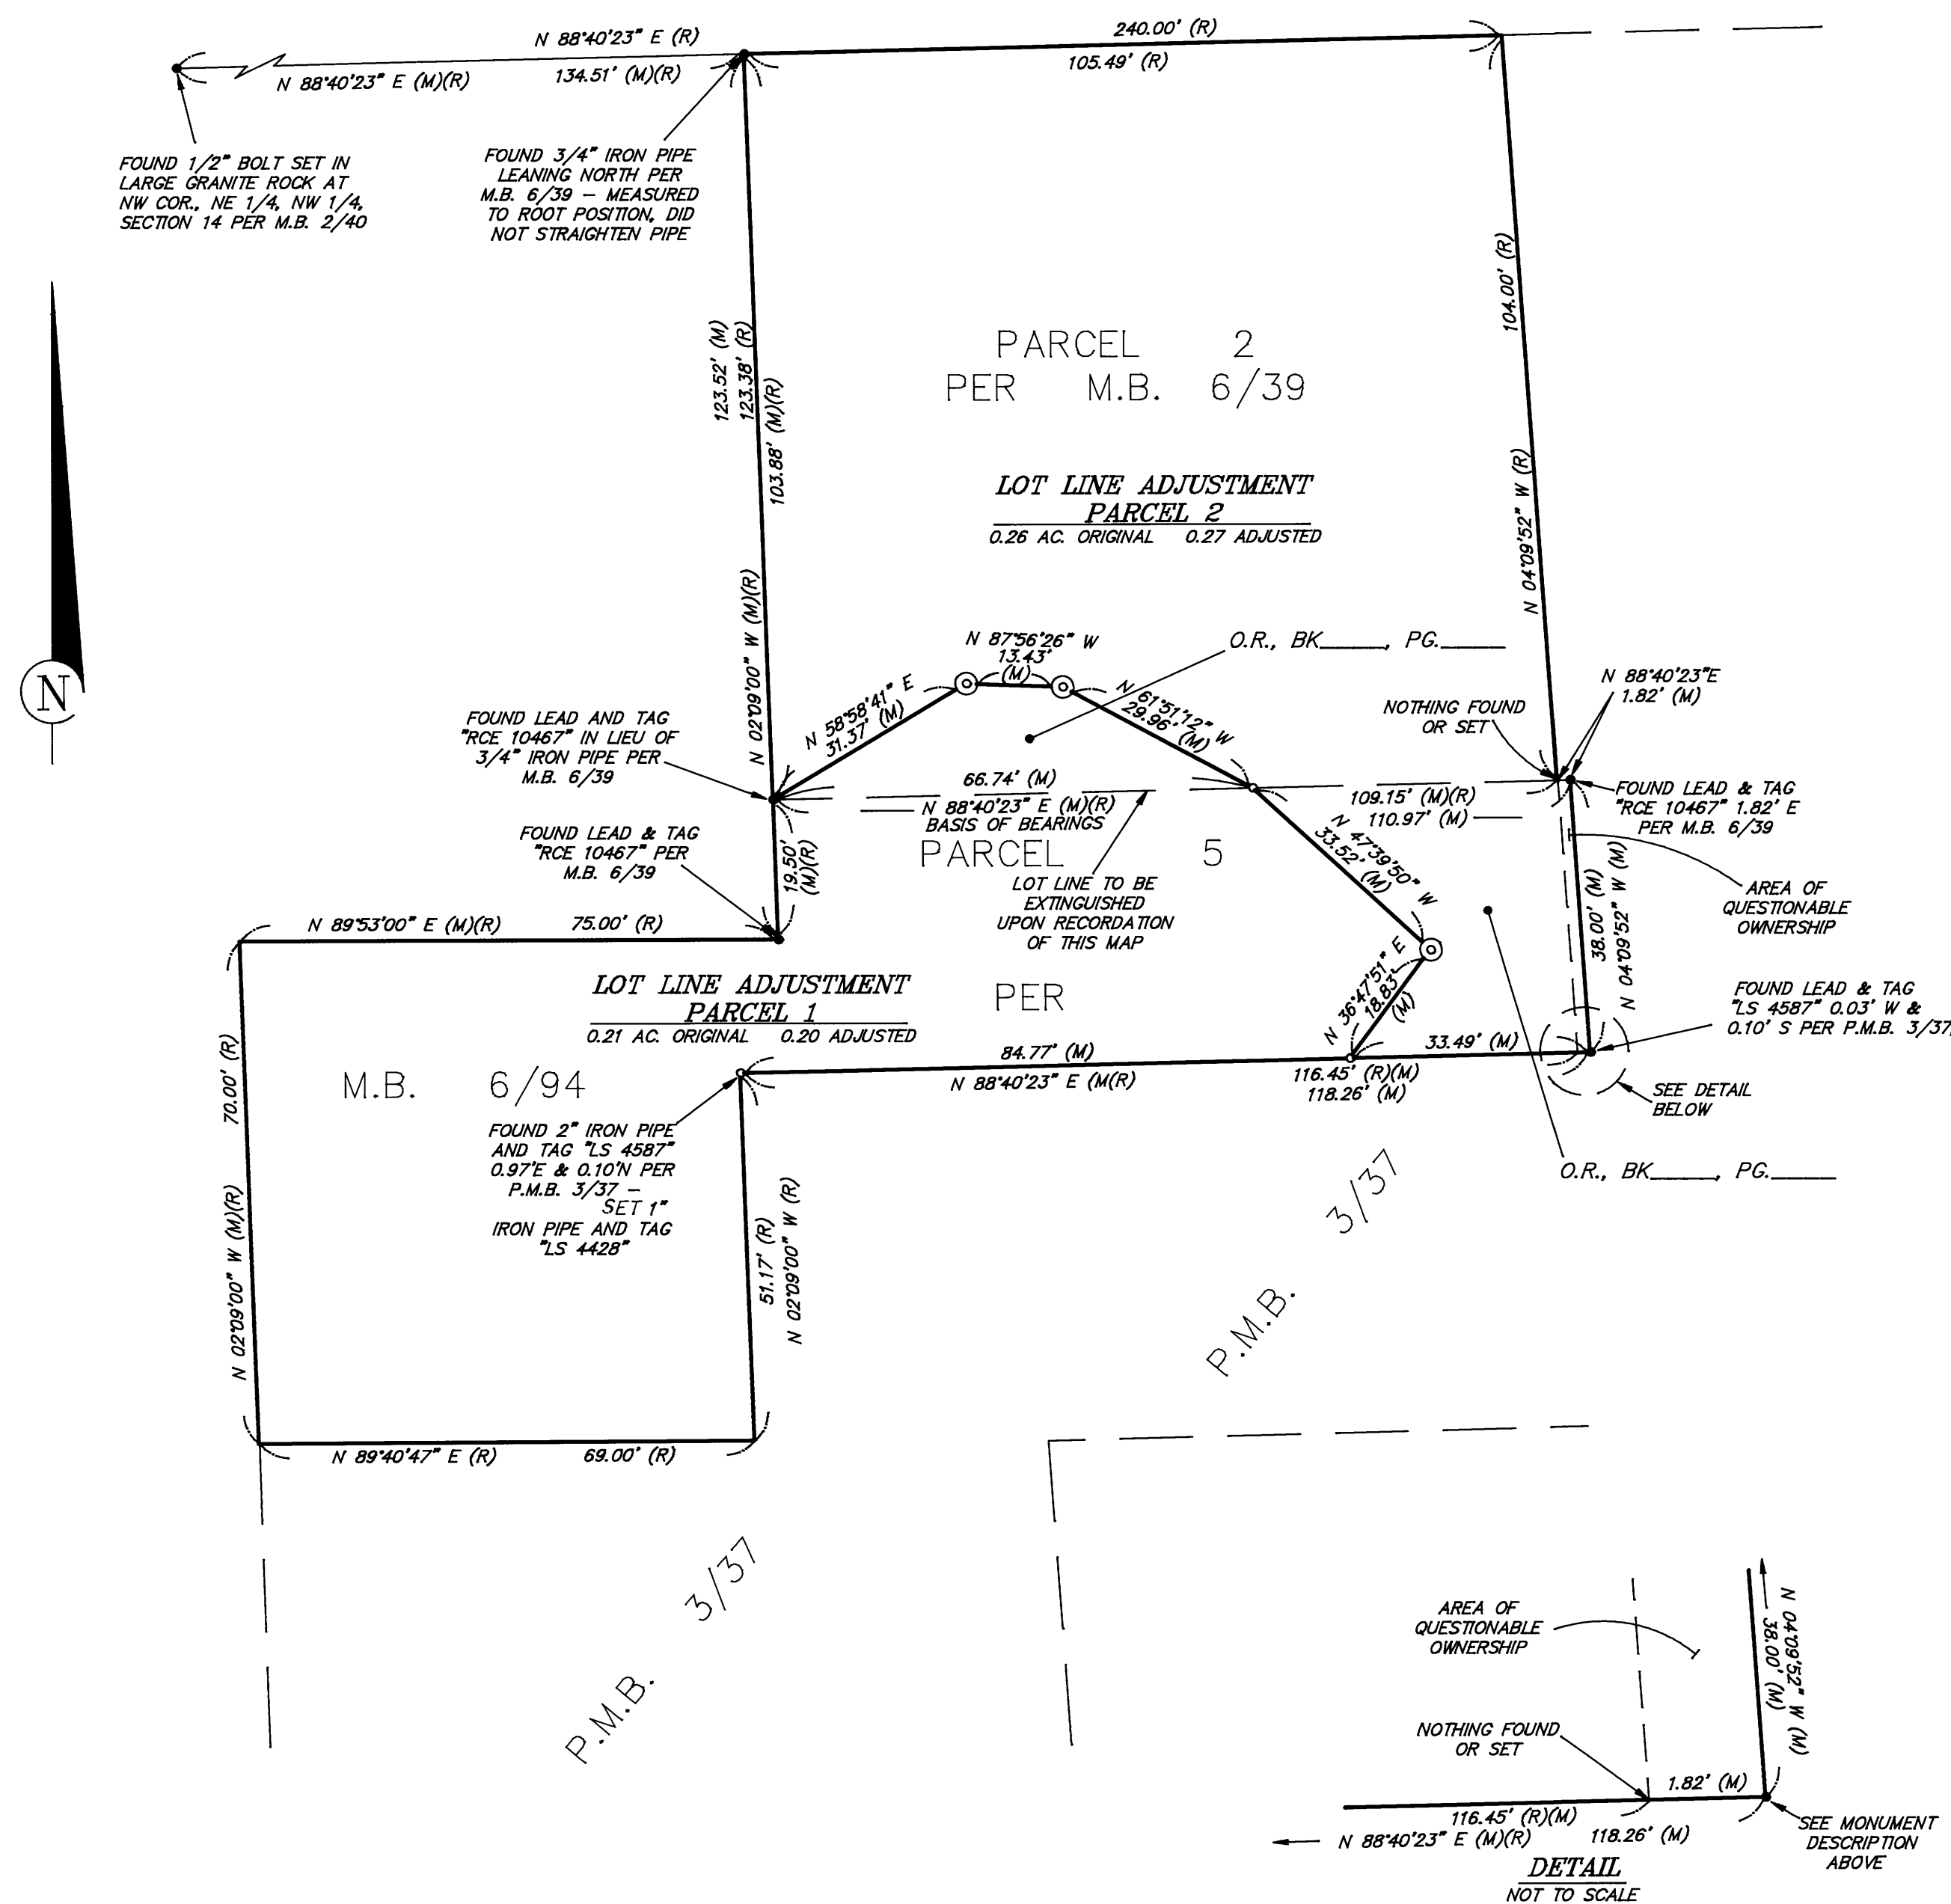 N 88°40'23" E (R)
240.00' (R)
N 88°40'23" E (M)(R)
134.51' (M)(R)
105.49' (R)
FOUND 1/2" BOLT SET IN
LARGE GRANITE ROCK AT
NW COR., NE 1/4, NW 1/4,
SECTION 14 PER M.B. 2/40
FOUND 3/4" IRON PIPE
LEANING NORTH PER
M.B. 6/39 - MEASURED
TO ROOT POSITION, DID
NOT STRAIGHTEN PIPE
104.00' (R)
N 04°09'52" W (R)
123.52' (M)
123.38' (R)
103.88' (M)(R)
N 02°09'00" W (M)(R)
PARCEL 2
PER M.B. 6/39
LOT LINE ADJUSTMENT
PARCEL 2
0.26 AC. ORIGINAL 0.27 ADJUSTED
N
N 87°56'26" W
13.43'
(M)
O.R., BK_____, PG._____
N 58°58'41" E
31.37' (M)
N 61°51'12" W
29.96' (M)
N 88°40'23"E
1.82' (M)
NOTHING FOUND
OR SET
FOUND LEAD AND TAG
"RCE 10467" IN LIEU OF
3/4" IRON PIPE PER
M.B. 6/39
66.74' (M)
N 88°40'23" E (M)(R)
BASIS OF BEARINGS
109.15' (M)(R)
110.97' (M)
FOUND LEAD & TAG
"RCE 10467" 1.82' E
PER M.B. 6/39
FOUND LEAD & TAG
"RCE 10467" PER
M.B. 6/39
19.50'
(M)(R)
PARCEL 5
N 47°39'50" W
33.52' (M)
LOT LINE TO BE
EXTINGUISHED
UPON RECORDATION
OF THIS MAP
AREA OF
QUESTIONABLE
OWNERSHIP
38.00' (M)
N 04°09'52" W (M)
N 89°53'00" E (M)(R)
75.00' (R)
LOT LINE ADJUSTMENT
PARCEL 1
0.21 AC. ORIGINAL 0.20 ADJUSTED
PER
N 36°47'51" E
18.83'
(M)
FOUND LEAD & TAG
"LS 4587" 0.03' W &
0.10' S PER P.M.B. 3/37
84.77' (M)
33.49' (M)
N 88°40'23" E (M(R)
116.45' (R)(M)
118.26' (M)
SEE DETAIL
BELOW
M.B. 6/94
70.00' (R)
N 02°09'00" W (M)(R)
FOUND 2" IRON PIPE
AND TAG "LS 4587"
0.97'E & 0.10'N PER
P.M.B. 3/37 -
SET 1"
IRON PIPE AND TAG
"LS 4428"
51.17' (R)
N 02°09'00" W (R)
O.R., BK_____, PG._____
P.M.B. 3/37
N 89°40'47" E (R)
69.00' (R)
P.M.B. 3/37
AREA OF
QUESTIONABLE
OWNERSHIP
N 04°09'52" W (M)
38.00' (M)
NOTHING FOUND
OR SET
1.82' (M)
116.45' (R)(M)
N 88°40'23" E (M)(R)
118.26' (M)
SEE MONUMENT
DESCRIPTION
ABOVE
DETAIL
NOT TO SCALE